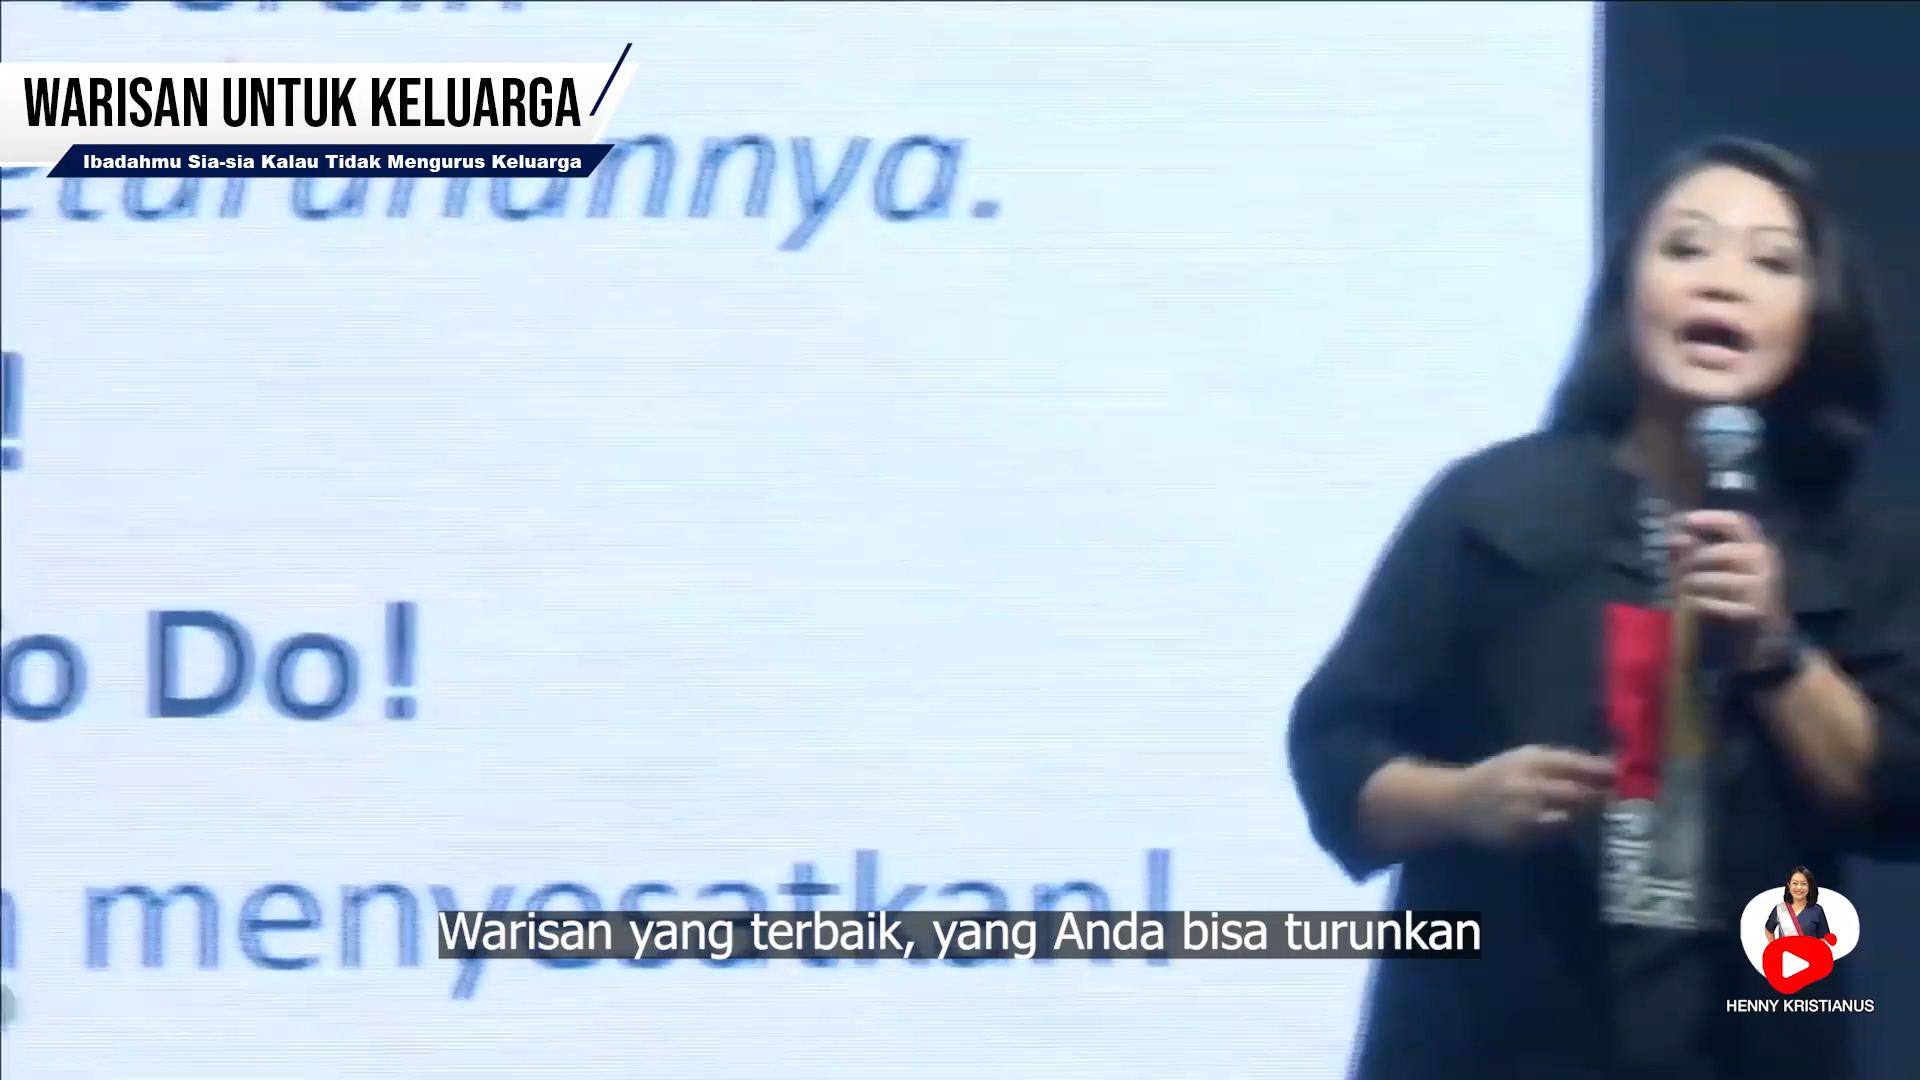 WARISAN UNTUK KELUARGA
Ibadahmu Sia-sia Kalau Tidak Mengurus Keluarga
!
o Do!
menyesatkan!
Warisan yang terbaik, yang Anda bisa turunkan
HENNY KRISTIANUS